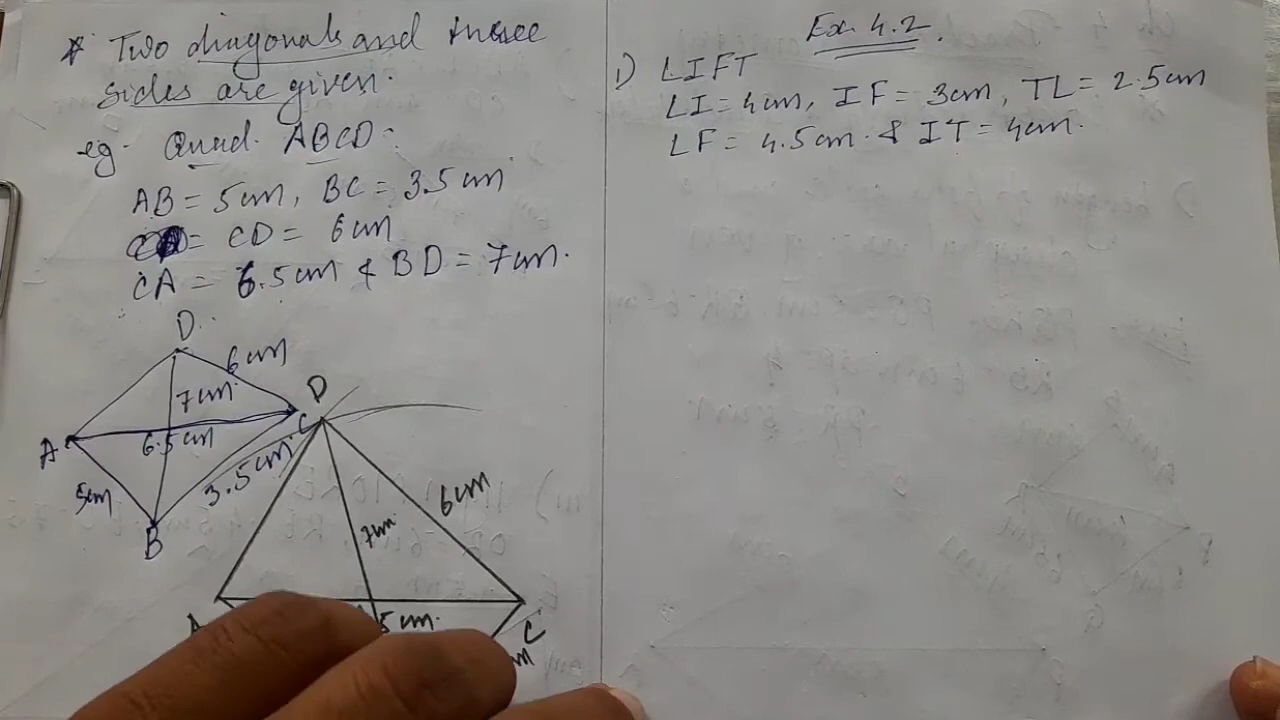 * Two diagonals and three
sides are given.
eg. Quad. ABCD:
AB = 5cm, BC = 3.5cm
= CD = 6cm
CA = 6.5cm & BD = 7cm.
D.
6cm
7cm.
A
6.5cm
C
5cm
3.5cm
B
D
6cm
7cm
A
5cm.
C
m
Ex 4.2.
1) LIFT
LI = 4cm, IF = 3cm, TL = 2.5cm
LF = 4.5cm & IT = 4cm.